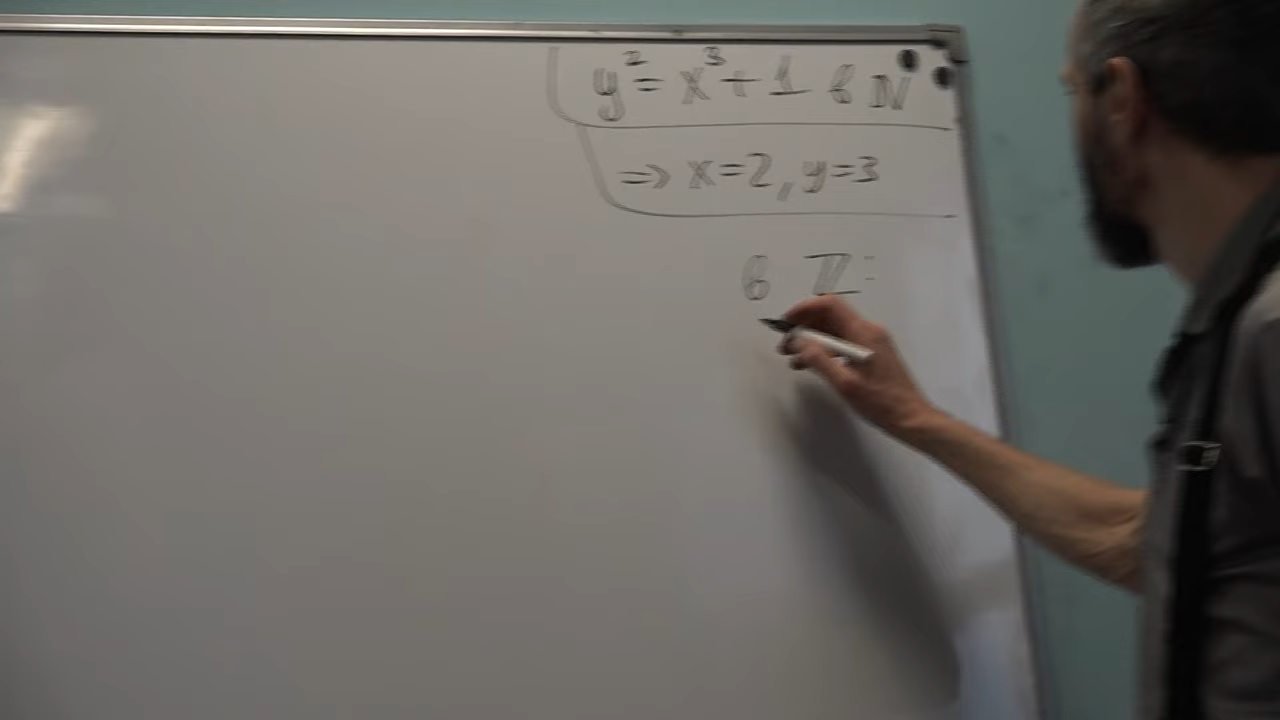 y² = x³ + 1 в N
=> x=2, y=3
в ℤ: